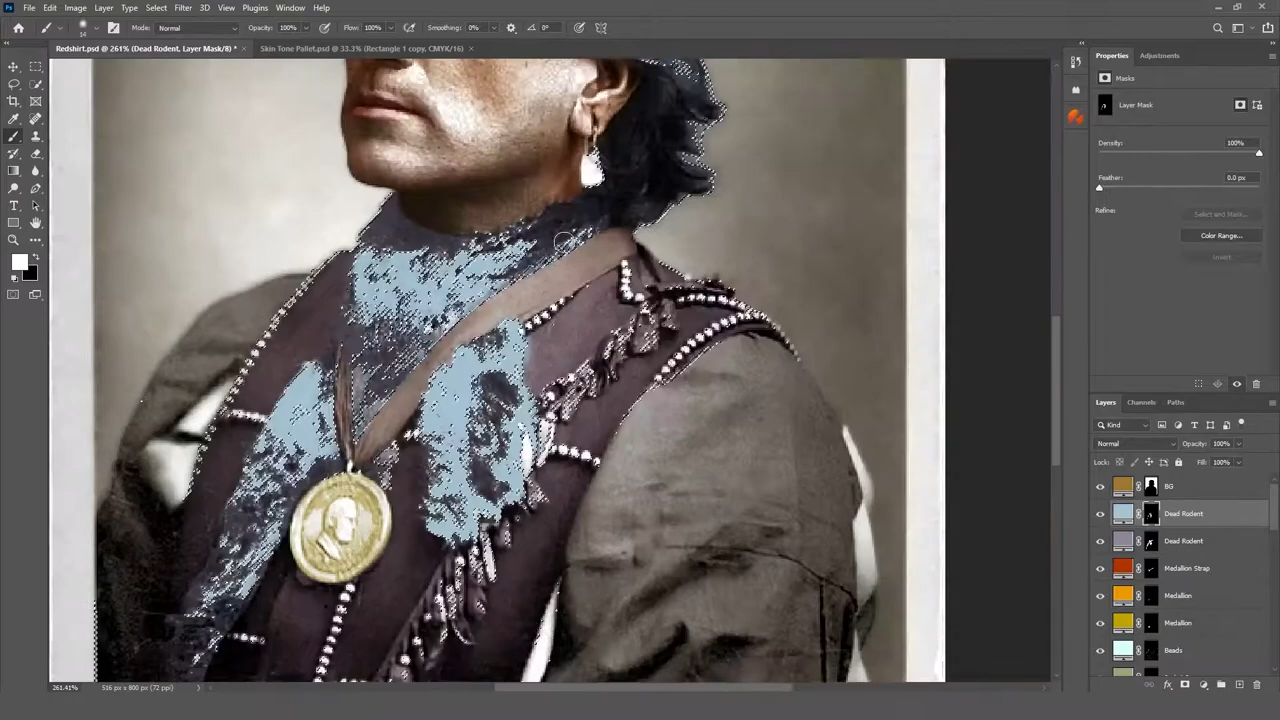 File Edit Image Layer Type Select Filter 3D View Plugins Window Help
14 Mode: Normal Opacity: 100% Flow: 100% Smoothing: 0% 0°
Redshirt.psd @ 261% (Dead Rodent, Layer Mask/8) * × Skin Tone Pallet.psd @ 33.3% (Rectangle 1 copy, CMYK/16) ×
Properties Adjustments
Masks
Layer Mask
Density: 100%
Feather: 0.0 px
Refine: Select and Mask...
Color Range...
Invert
Layers Channels Paths
Kind
Normal Opacity: 100%
Lock: Fill: 100%
BG
Dead Rodent
Dead Rodent
Medallion Strap
Medallion
Medallion
Beads
261.41% 516 px x 800 px (72 ppi)